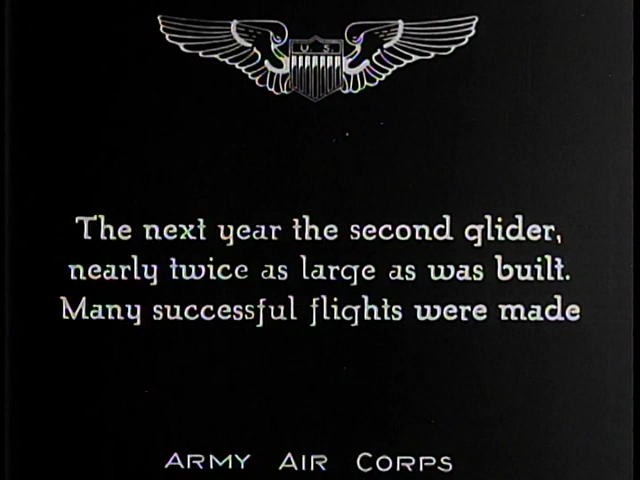 U. S.
The next year the second glider,
nearly twice as large as was built.
Many successful flights were made
ARMY AIR CORPS